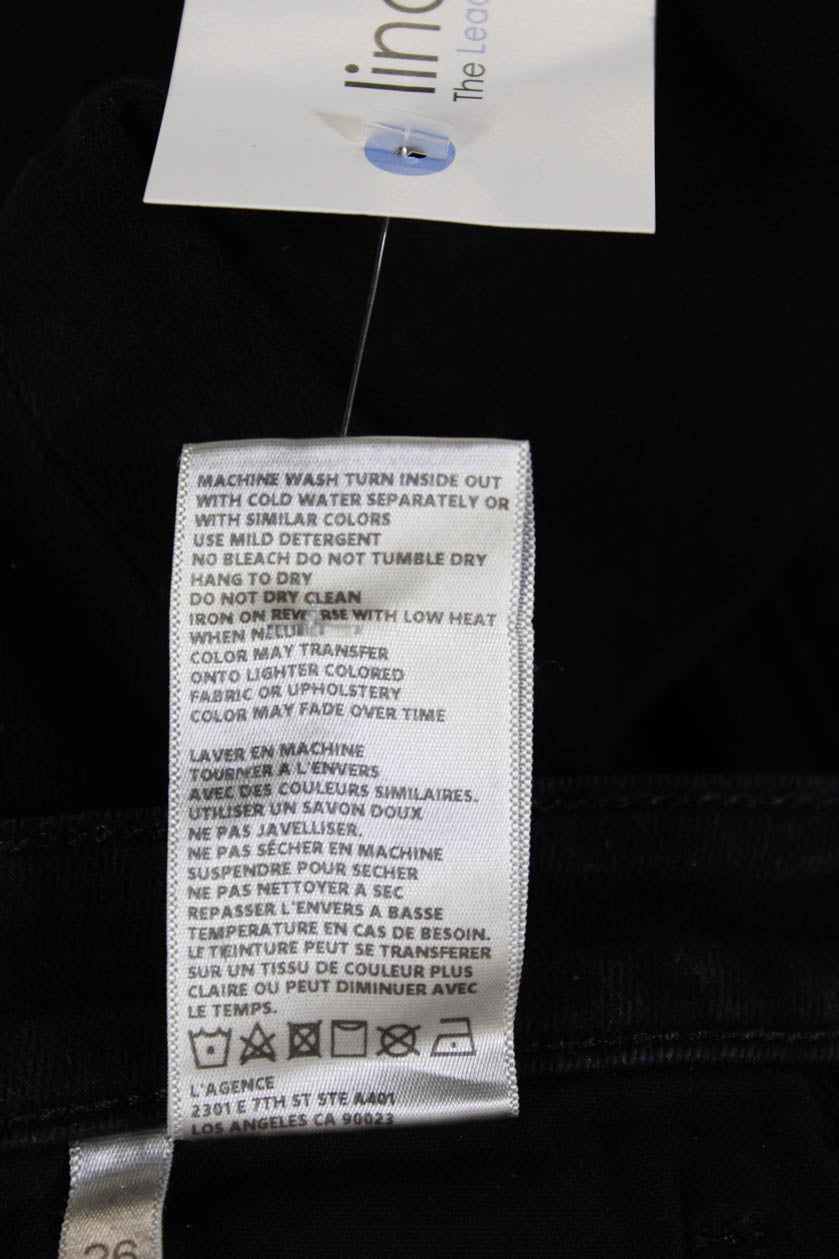 The
MACHINE WASH TURN INSIDE OUT
WITH COLD WATER SEPARATELY OR
WITH SIMILAR COLORS
USE MILD DETERGENT
NO BLEACH DO NOT TUMBLE DRY
HANG TO DRY
DO NOT DRY CLEAN
IRON ON REVERSE WITH LOW HEAT
WHEN
COLOR MAY TRANSFER
ONTO LIGHTER COLORED
FABRIC OR UPHOLSTERY
COLOR MAY FADE OVER TIME
LAVER EN MACHINE
TOURNER A L'ENVERS
AVEC DES COULEURS SIMILAIRES.
UTILISER UN SAVON DOUX
NE PAS JAVELLISER.
NE PAS SÉCHER EN MACHINE
SUSPENDRE POUR SECHER
NE PAS NETTOYER A SEC
REPASSER L'ENVERS A BASSE
TEMPERATURE EN CAS DE BESOIN.
LE TEINTURE PEUT SE TRANSFERER
SUR UN TISSU DE COULEUR PLUS
CLAIRE OU PEUT DIMINUER AVEC
LE TEMPS.
L'AGENCE
2301 E 7TH ST STE A401
LOS ANGELES CA 90023
26